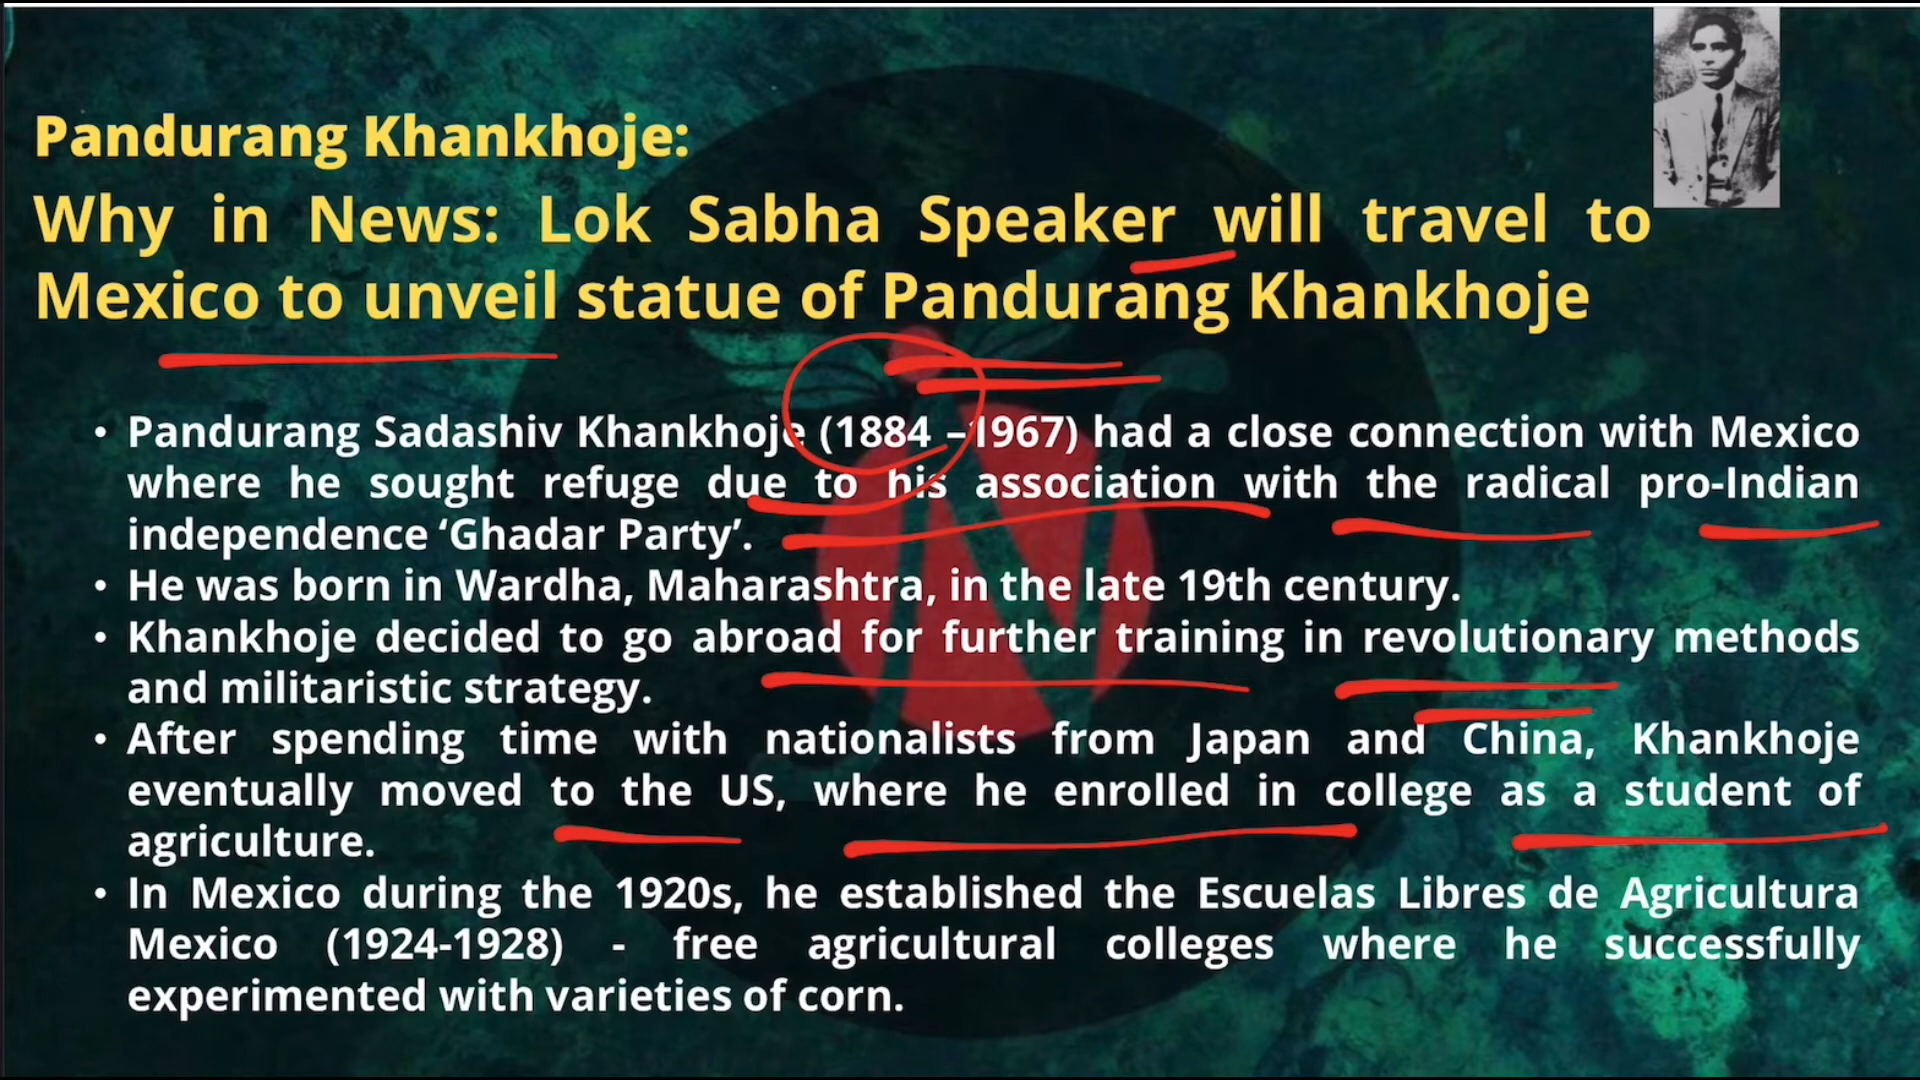 Pandurang Khankhoje:
Why in News: Lok Sabha Speaker will travel to
Mexico to unveil statue of Pandurang Khankhoje
• Pandurang Sadashiv Khankhoje (1884 –1967) had a close connection with Mexico
where he sought refuge due to his association with the radical pro-Indian
independence ‘Ghadar Party’.
• He was born in Wardha, Maharashtra, in the late 19th century.
• Khankhoje decided to go abroad for further training in revolutionary methods
and militaristic strategy.
• After spending time with nationalists from Japan and China, Khankhoje
eventually moved to the US, where he enrolled in college as a student of
agriculture.
• In Mexico during the 1920s, he established the Escuelas Libres de Agricultura
Mexico (1924-1928) - free agricultural colleges where he successfully
experimented with varieties of corn.